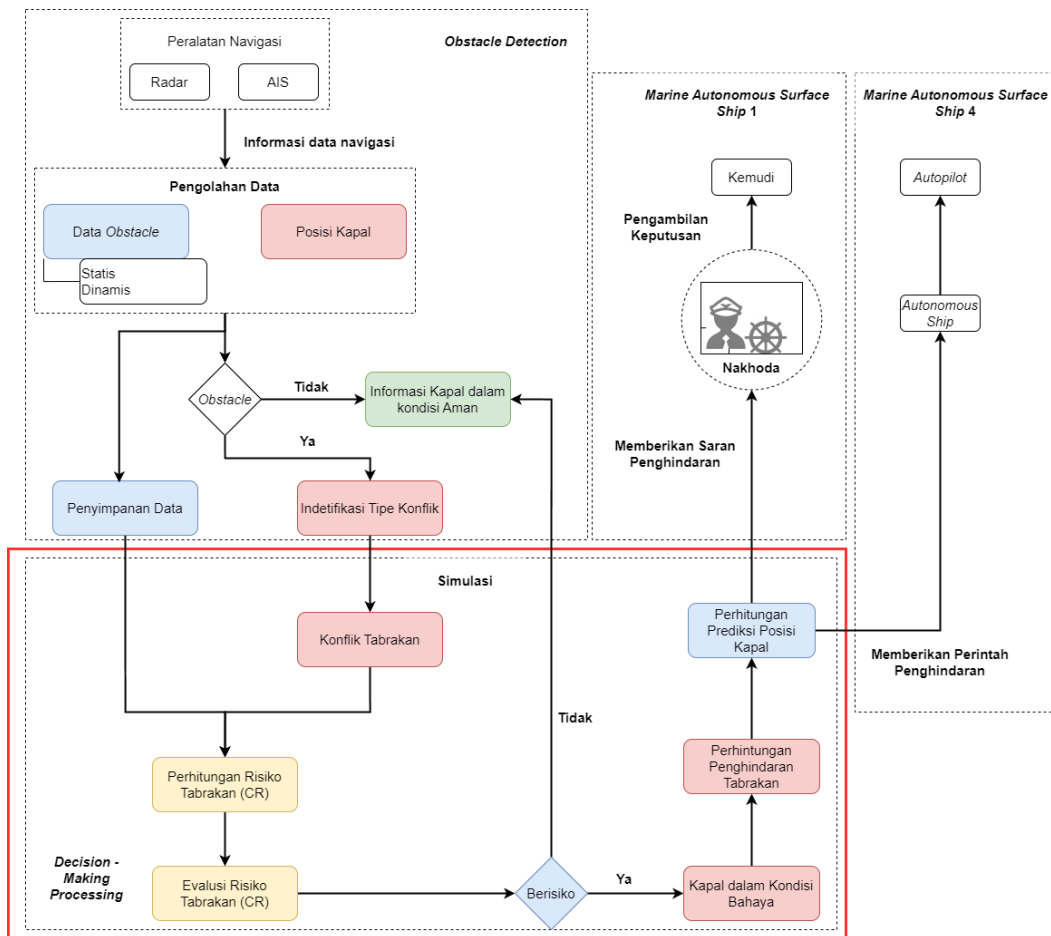 Peralatan Navigasi
Radar
AIS
Obstacle Detection
Informasi data navigasi
Pengolahan Data
Data Obstacle
Posisi Kapal
Statis
Dinamis
Obstacle
Tidak
Informasi Kapal dalam
kondisi Aman
Ya
Penyimpanan Data
Indetifikasi Tipe Konflik
Marine Autonomous Surface
Ship 1
Kemudi
Pengambilan
Keputusan
Nakhoda
Memberikan Saran
Penghindaran
Marine Autonomous Surface
Ship 4
Autopilot
Autonomous
Ship
Memberikan Perintah
Penghindaran
Simulasi
Konflik Tabrakan
Perhitungan Risiko
Tabrakan (CR)
Decision -
Making
Processing
Evalusi Risiko
Tabrakan (CR)
Berisiko
Tidak
Ya
Kapal dalam Kondisi
Bahaya
Perhintungan
Penghindaran
Tabrakan
Perhitungan
Prediksi Posisi
Kapal